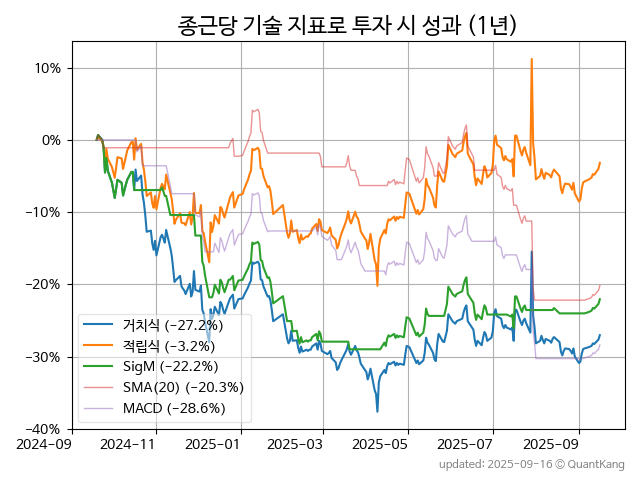 종근당 기술 지표로 투자 시 성과 (1년)
10%
0%
−10%
−20%
−30%
−40%
거치식 (−27.2%)
적립식 (−3.2%)
SigM (−22.2%)
SMA(20) (−20.3%)
MACD (−28.6%)
2024-09
2024-11
2025-01
2025-03
2025-05
2025-07
2025-09
updated: 2025-09-16 © QuantKang